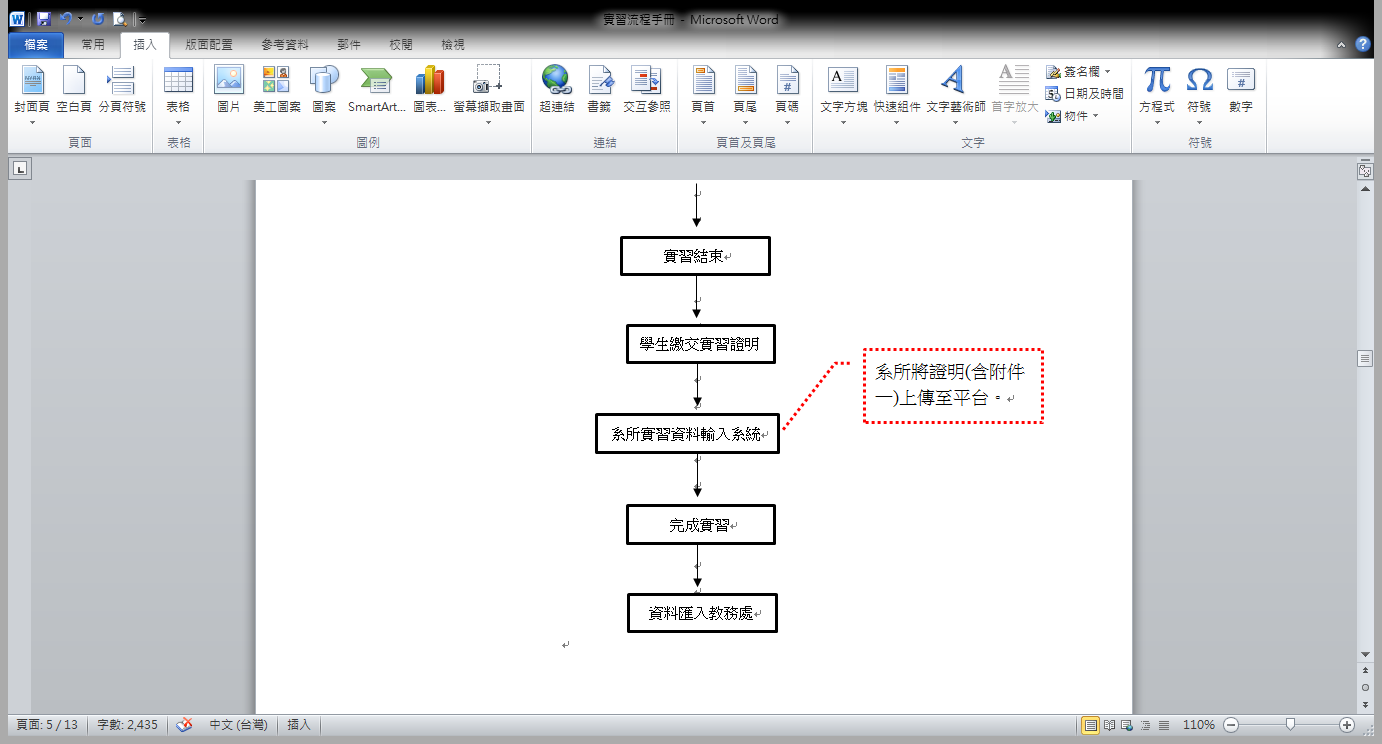 實習流程手冊 - Microsoft Word
檔案 常用 插入 版面配置 參考資料 郵件 校閱 檢視
封面頁 空白頁 分頁符號 表格 圖片 美工圖案 圖案 SmartArt... 圖表... 螢幕擷取畫面 超連結 書籤 交互參照 頁首 頁尾 頁碼 文字方塊 快速組件 文字藝術師 首字放大 方程式 符號 數字
簽名欄
日期及時間
物件
頁面 表格 圖例 連結 頁首及頁尾 文字 符號
實習結束
學生繳交實習證明
系所將證明(含附件
一)上傳至平台。
系所實習資料輸入系統
完成實習
資料匯入教務處
頁面: 5 / 13 字數: 2,435 中文 (台灣) 插入 110%